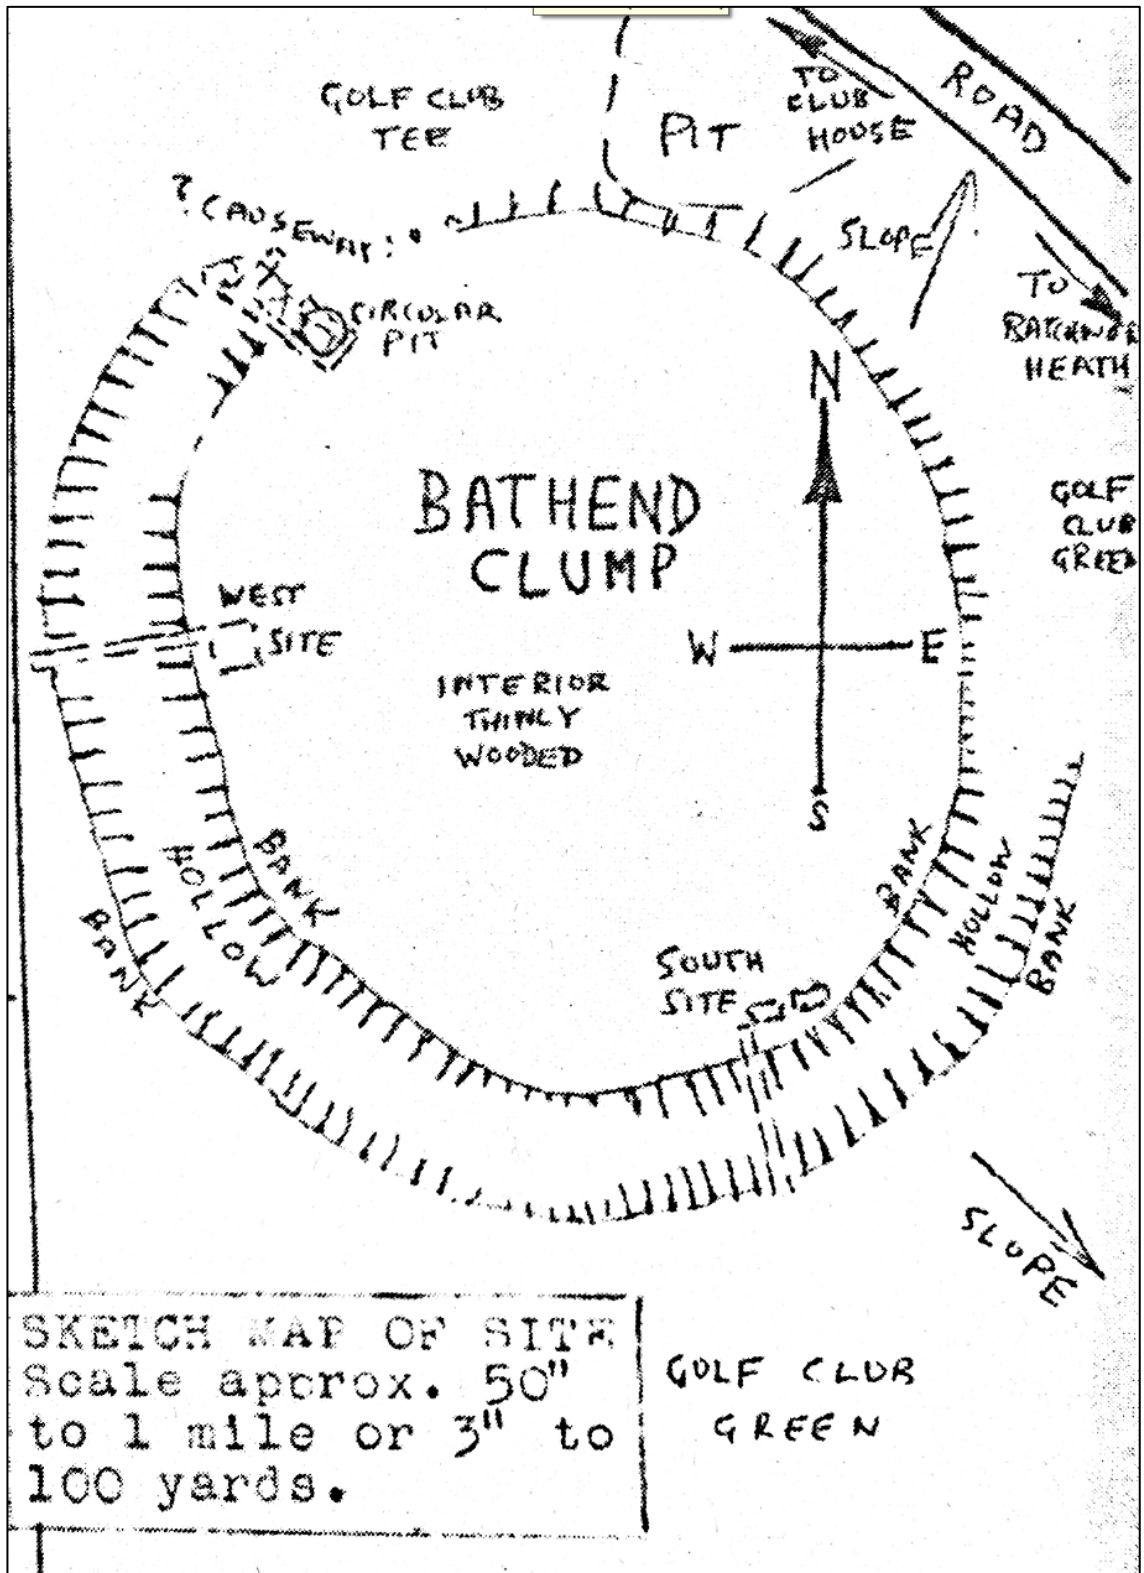 GOLF CLUB
TEE
PIT
TO
CLUB
HOUSE
ROAD
? CAUSEWAY:
SLOPE
TO
HEATH
CIRCULAR
PIT
N
BATHEND
CLUMP
GOLF
CLUB
GREEN
WEST
SITE
W
E
INTERIOR
THINLY
WOODED
S
BANK
HOLLOW
BANK
BANK
HOLLOW
BANK
SOUTH
SITE
SLOPE
SKETCH MAP OF SITE
Scale approx. 50"
to 1 mile or 3" to
100 yards.
GOLF CLUB
GREEN